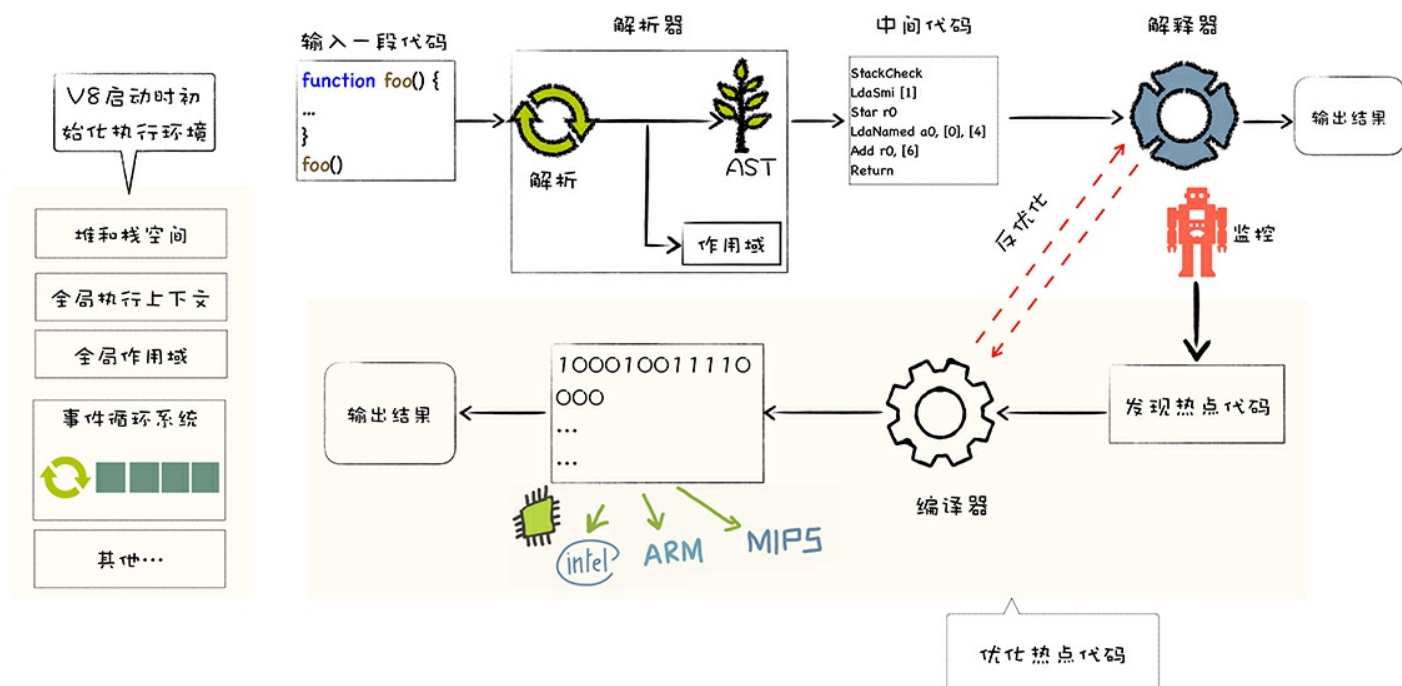 V8启动时初
始化执行环境
堆和栈空间
全局执行上下文
全局作用域
事件循环系统
其他…
输入一段代码
function foo() {
...
}
foo()
解析器
解析
AST
作用域
中间代码
StackCheck
LdaSmi [1]
Star r0
LdaNamed a0, [0], [4]
Add r0, [6]
Return
解释器
输出结果
监控
反优化
发现热点代码
编译器
100010011110
000
...
...
intel
ARM
MIPS
输出结果
优化热点代码